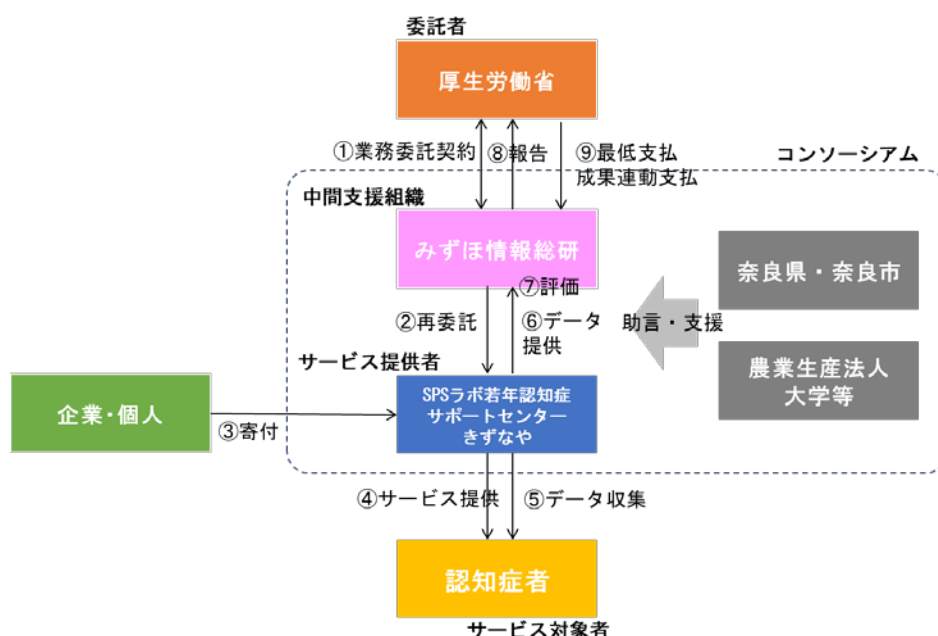 委託者
厚生労働省
①業務委託契約
⑧報告
⑨最低支払
成果連動支払
コンソーシアム
中間支援組織
みずほ情報総研
奈良県・奈良市
⑦評価
②再委託
⑥データ
提供
助言・支援
サービス提供者
農業生産法人
大学等
企業・個人
③寄付
SPSラボ若年認知症
サポートセンター
きずなや
④サービス提供
⑤データ収集
認知症者
サービス対象者